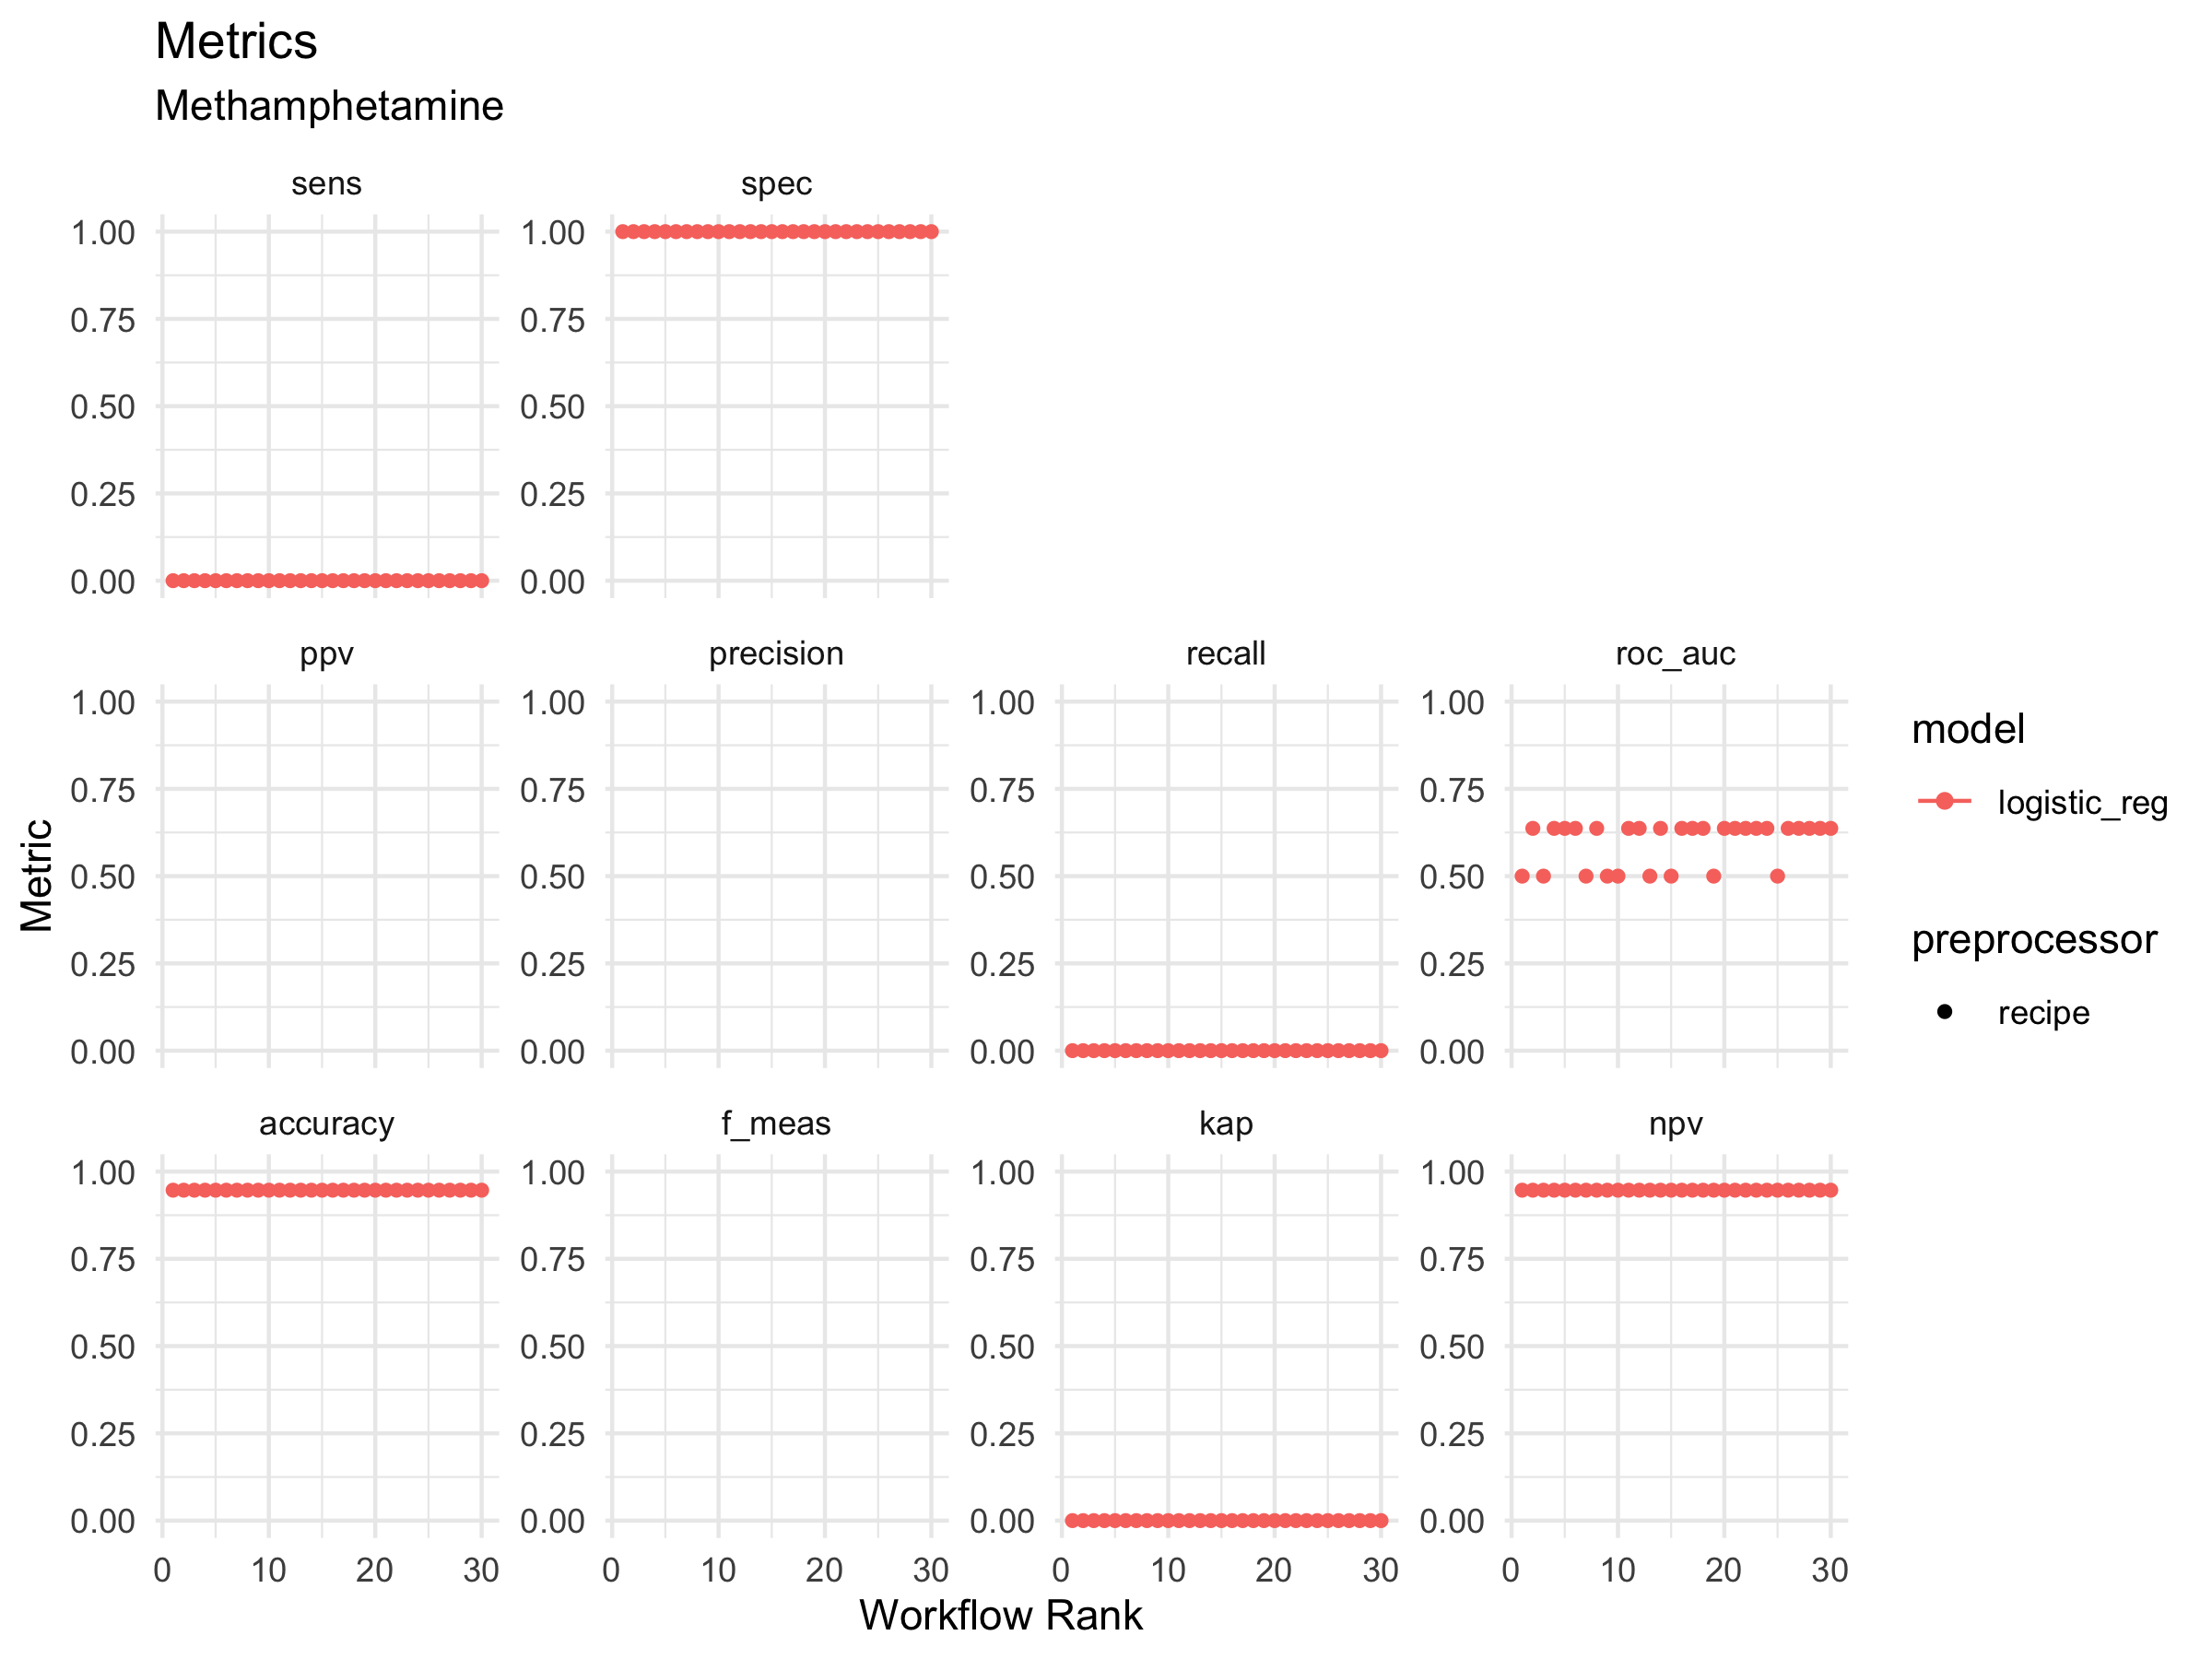 Metrics
Methamphetamine
sens spec
1.00 1.00
0.75 0.75
0.50 0.50
0.25 0.25
0.00 0.00
ppv precision recall roc_auc
1.00 1.00 1.00 1.00
0.75 0.75 0.75 0.75
0.50 0.50 0.50 0.50
0.25 0.25 0.25 0.25
0.00 0.00 0.00 0.00
accuracy f_meas kap npv
1.00 1.00 1.00 1.00
0.75 0.75 0.75 0.75
0.50 0.50 0.50 0.50
0.25 0.25 0.25 0.25
0.00 0.00 0.00 0.00
0 10 20 30 0 10 20 30 0 10 20 30 0 10 20 30
Workflow Rank
Metric
model
logistic_reg
preprocessor
recipe